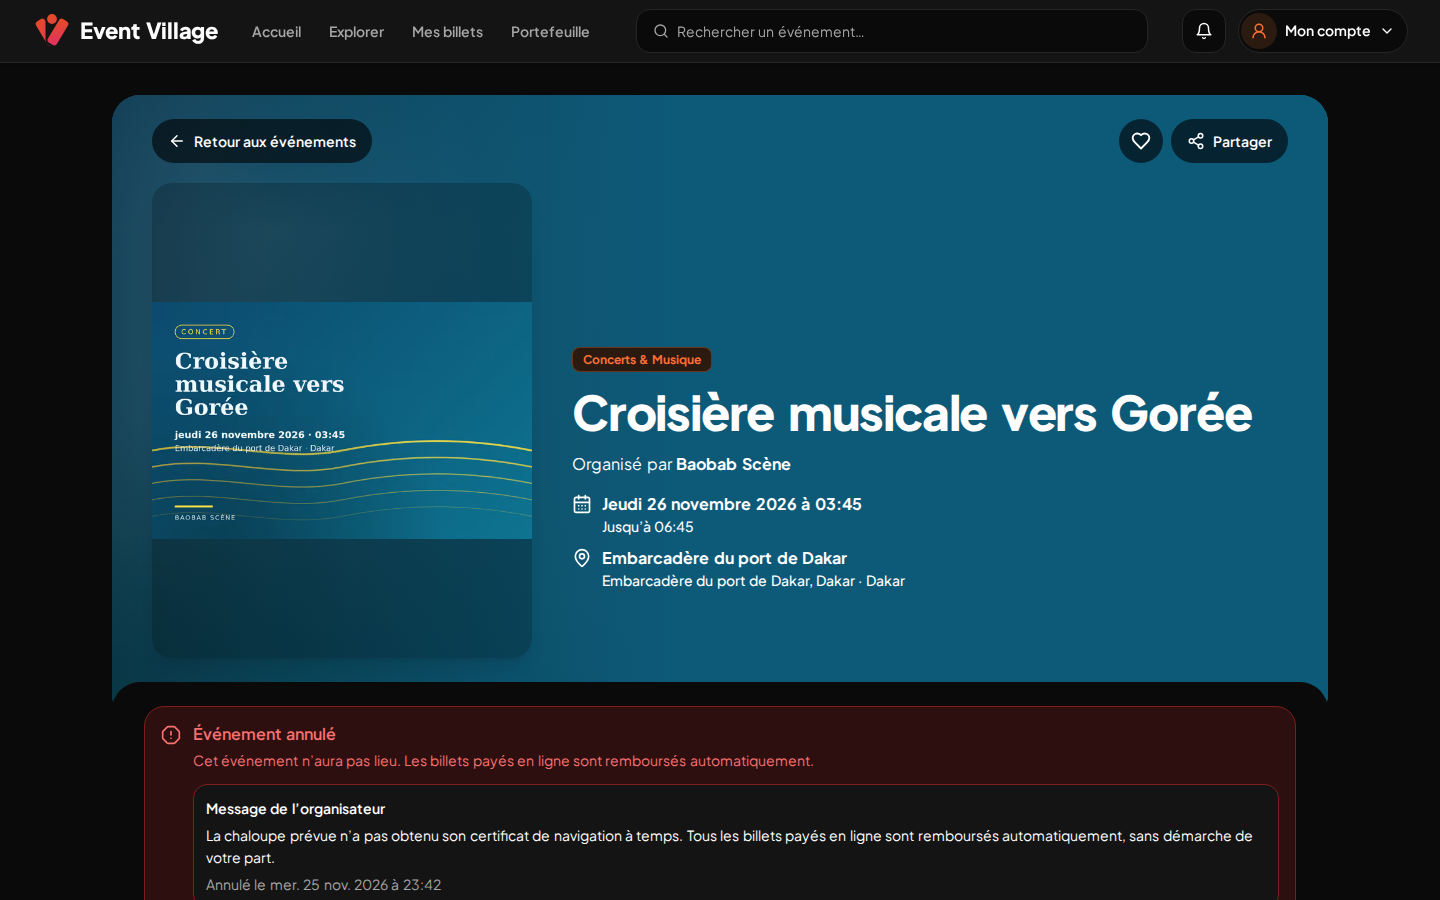 Event Village
Accueil
Explorer
Mes billets
Portefeuille
Rechercher un événement...
Mon compte
Retour aux événements
Partager
CONCERT
Croisière
musicale vers
Gorée
jeudi 26 novembre 2026 · 03:45
Embarcadère du port de Dakar · Dakar
BAOBAB SCÈNE
Concerts & Musique
Croisière musicale vers Gorée
Organisé par Baobab Scène
Jeudi 26 novembre 2026 à 03:45
Jusqu'à 06:45
Embarcadère du port de Dakar
Embarcadère du port de Dakar, Dakar · Dakar
Événement annulé
Cet événement n'aura pas lieu. Les billets payés en ligne sont remboursés automatiquement.
Message de l'organisateur
La chaloupe prévue n'a pas obtenu son certificat de navigation à temps. Tous les billets payés en ligne sont remboursés automatiquement, sans démarche de
votre part.
Annulé le mer. 25 nov. 2026 à 23:42